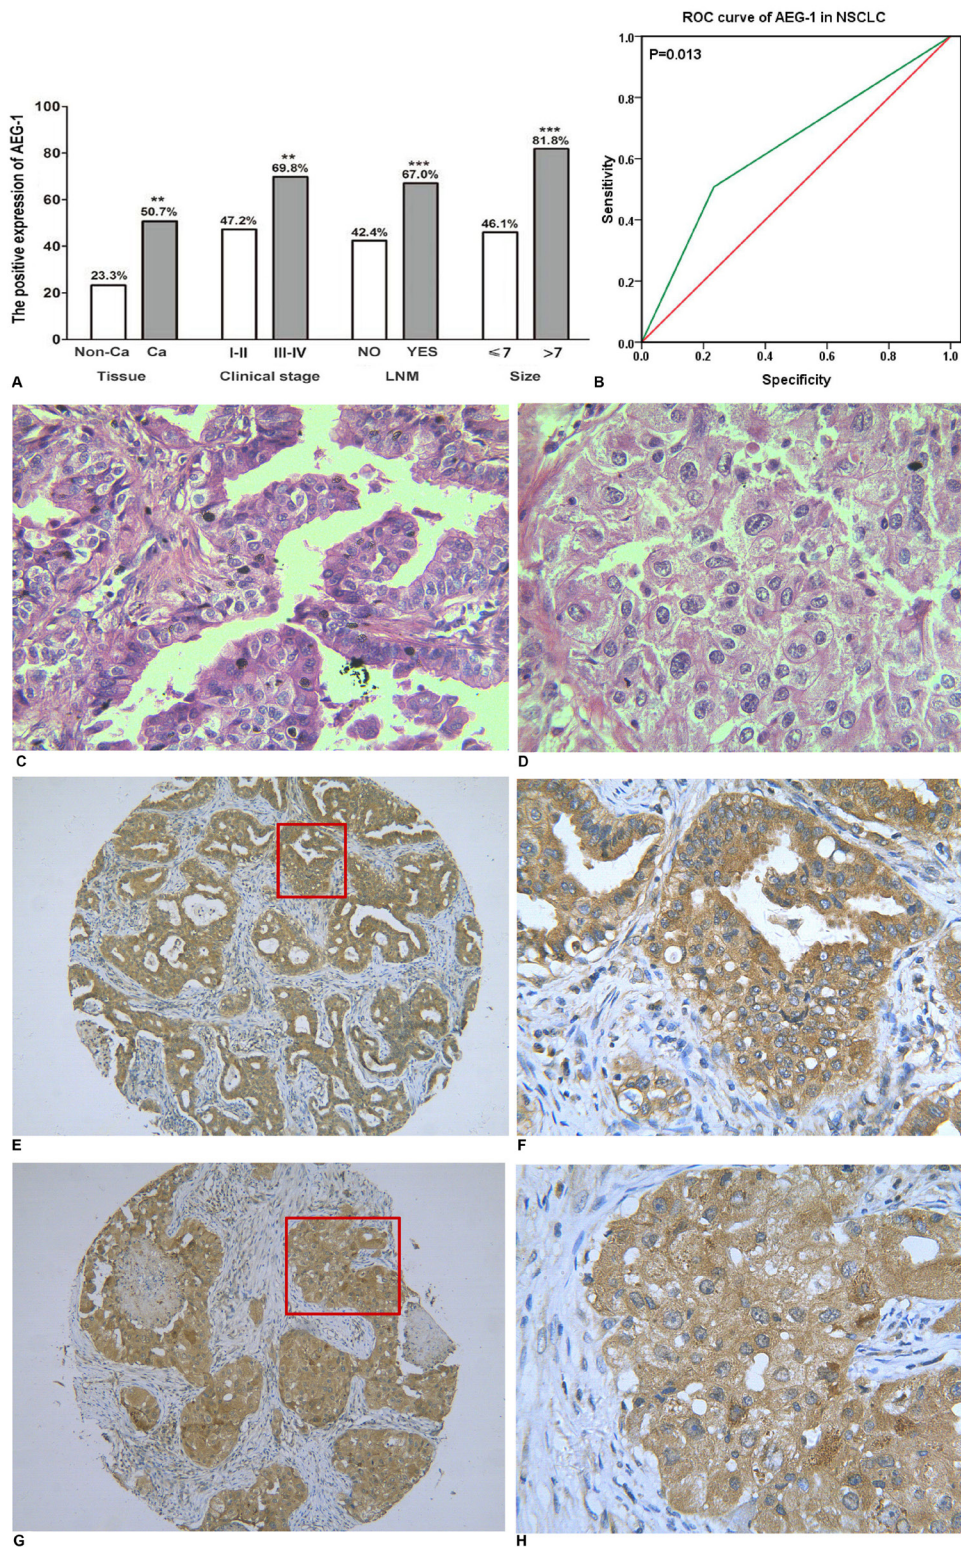 ROC curve of AEG-1 in NSCLC
The positive expression of AEG-1
100
80
60
40
20
0
23.3%
**
50.7%
47.2%
**
69.8%
42.4%
***
67.0%
46.1%
***
81.8%
Non-Ca Ca I-II III-IV NO YES ≤7 >7
Tissue Clinical stage LNM Size
A
P=0.013
Sensitivity
1.0
0.8
0.6
0.4
0.2
0.0
0.0 0.2 0.4 0.6 0.8 1.0
Specificity
B
C
D
E
F
G
H